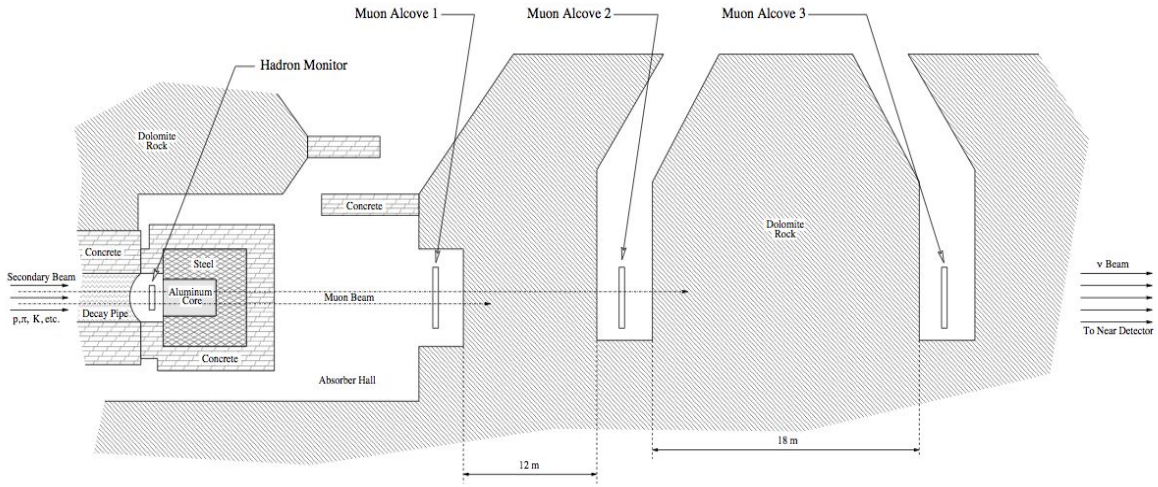 Muon Alcove 1
Muon Alcove 2
Muon Alcove 3
Hadron Monitor
Dolomite
Rock
Concrete
Dolomite
Rock
Concrete
Steel
Secondary Beam
Aluminum
Core
Muon Beam
p,π, K, etc.
Decay Pipe
Concrete
Absorber Hall
ν Beam
To Near Detector
12 m
18 m